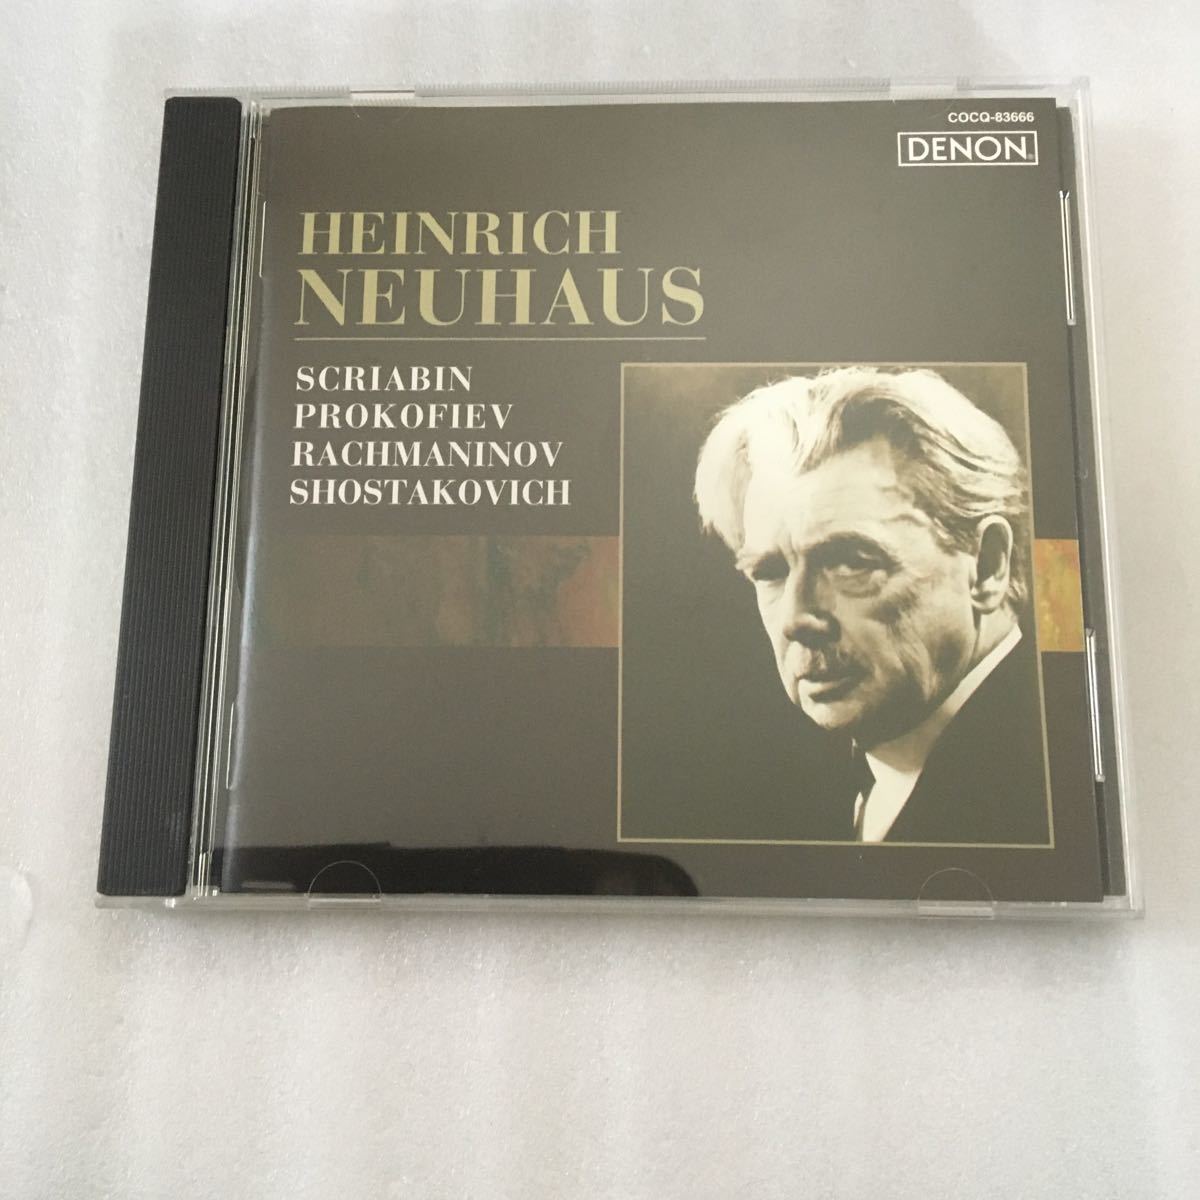 COCQ-83666
DENON
HEINRICH
NEUHAUS
SCRIABIN
PROKOFIEV
RACHMANINOV
SHOSTAKOVICH